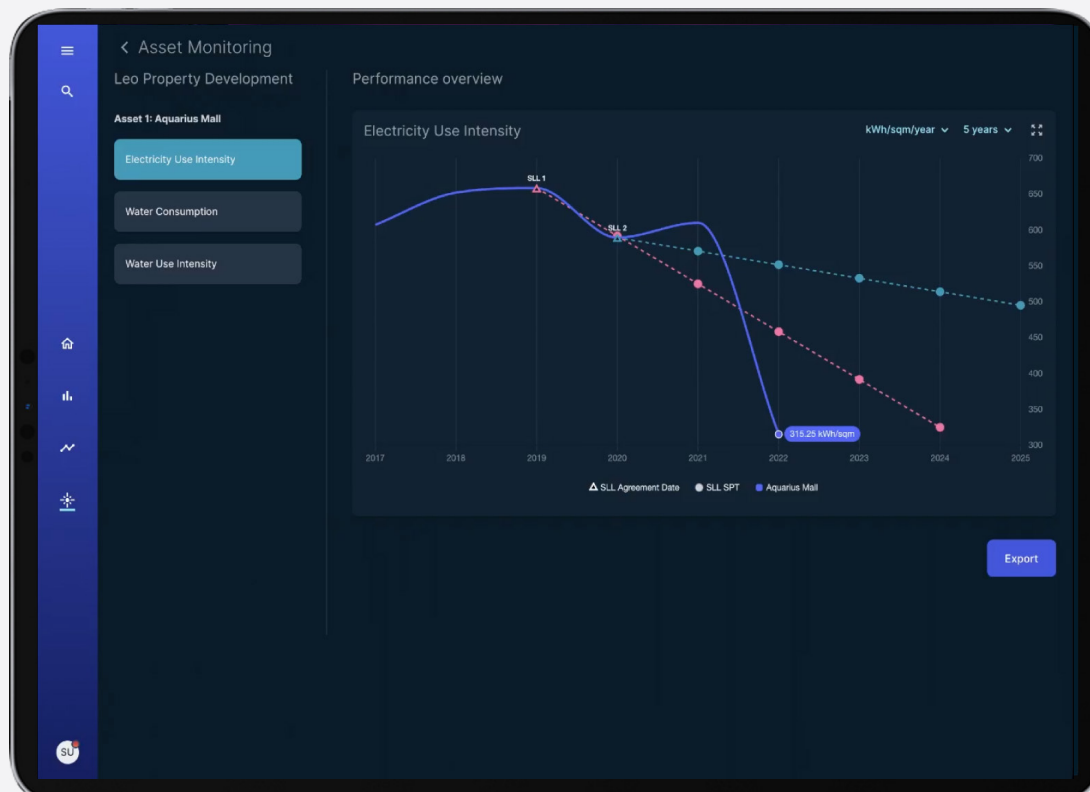 Asset Monitoring
Leo Property Development
Asset 1: Aquarius Mall
Electricity Use Intensity
Water Consumption
Water Use Intensity
Performance overview
Electricity Use Intensity
kWh/sqm/year 5 years
700
650
600
550
500
450
400
350
300
SLL 1
SLL 2
315.25 kWh/sqm
2017 2018 2019 2020 2021 2022 2023 2024 2025
SLL Agreement Date SLL SPT Aquarius Mall
Export
SU